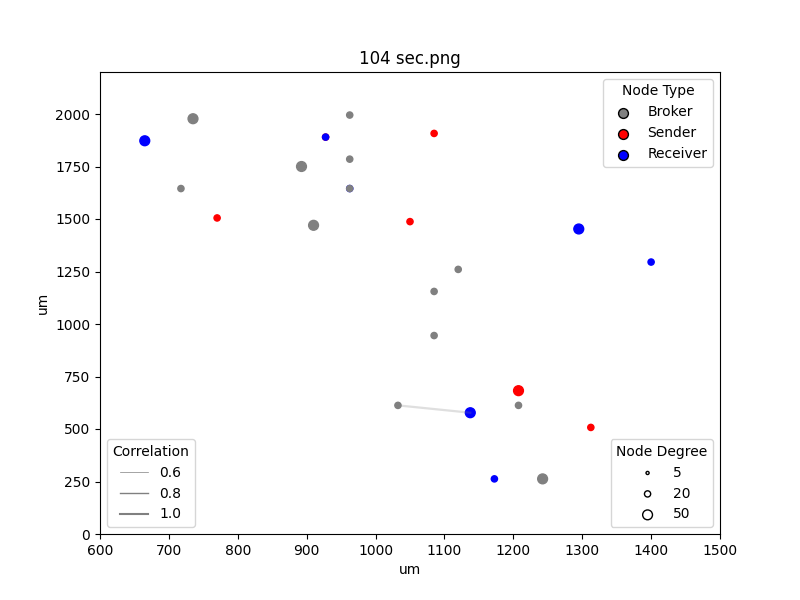 104 sec.png
Node Type
Broker
Sender
Receiver
um
2000
1750
1500
1250
1000
750
500
250
0
Correlation
0.6
0.8
1.0
Node Degree
5
20
50
600 700 800 900 1000 1100 1200 1300 1400 1500
um